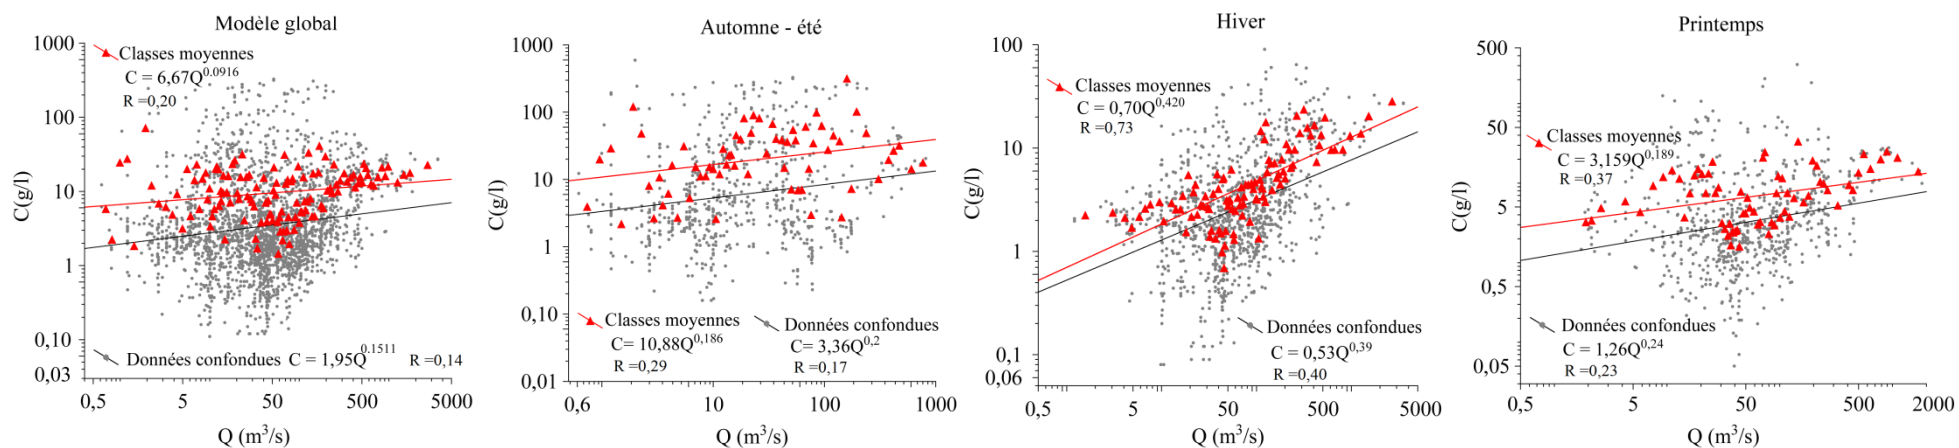 Modèle global
1000
100
10
1
0,10
0,03
C(g/l)
Classes moyennes
C = 6,67Q^0.0916
R =0,20
Données confondues C = 1,95Q^0.1511 R =0,14
0,5 5 50 500 5000
Q (m³/s)
Automne - été
1000
100
10
1
0,10
0,01
C(g/l)
Classes moyennes
C= 10,88Q^0,186
R =0,29
Données confondues
C= 3,36Q^0,2
R =0,17
0,6 10 100 1000
Q (m³/s)
Hiver
100
10
1
0,1
0,06
C(g/l)
Classes moyennes
C = 0,70Q^0,420
R =0,73
Données confondues
C = 0,53Q^0,39
R =0,40
0,5 5 50 500 5000
Q (m³/s)
Printemps
500
50
5
0,5
0,05
C(g/l)
Classes moyennes
C = 3,159Q^0,189
R =0,37
Données confondues
C = 1,26Q^0,24
R =0,23
0,5 5 50 500 2000
Q (m³/s)